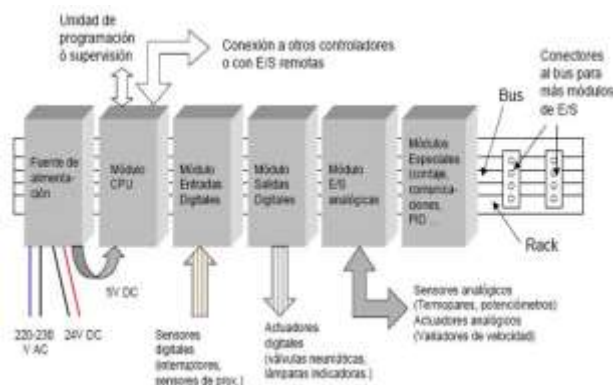 Unidad de
programación
ó supervisión
Conexión a otros controladores
o con E/S remotas
Conectores
al bus para
más módulos
de E/S
Bus
Fuente de
alimenta-
ción
Módulo
CPU
Módulo
Entradas
Digitales
Módulo
Salidas
Digitales
Módulo
E/S
analógicas
Módulos
Especiales
(contaje,
comunica-
ciones,
PID ...
Rack
5V DC
220-230
V AC
24V DC
Sensores
digitales
(interruptores,
sensores de prox.)
Actuadores
digitales
(válvulas neumáticas,
lámparas indicadoras.)
Sensores analógicos
(Termopares, potenciómetros)
Actuadores analógicos
(Variadores de velocidad)